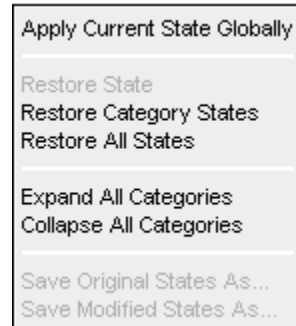 Apply Current State Globally
Restore State
Restore Category States
Restore All States
Expand All Categories
Collapse All Categories
Save Original States As...
Save Modified States As...